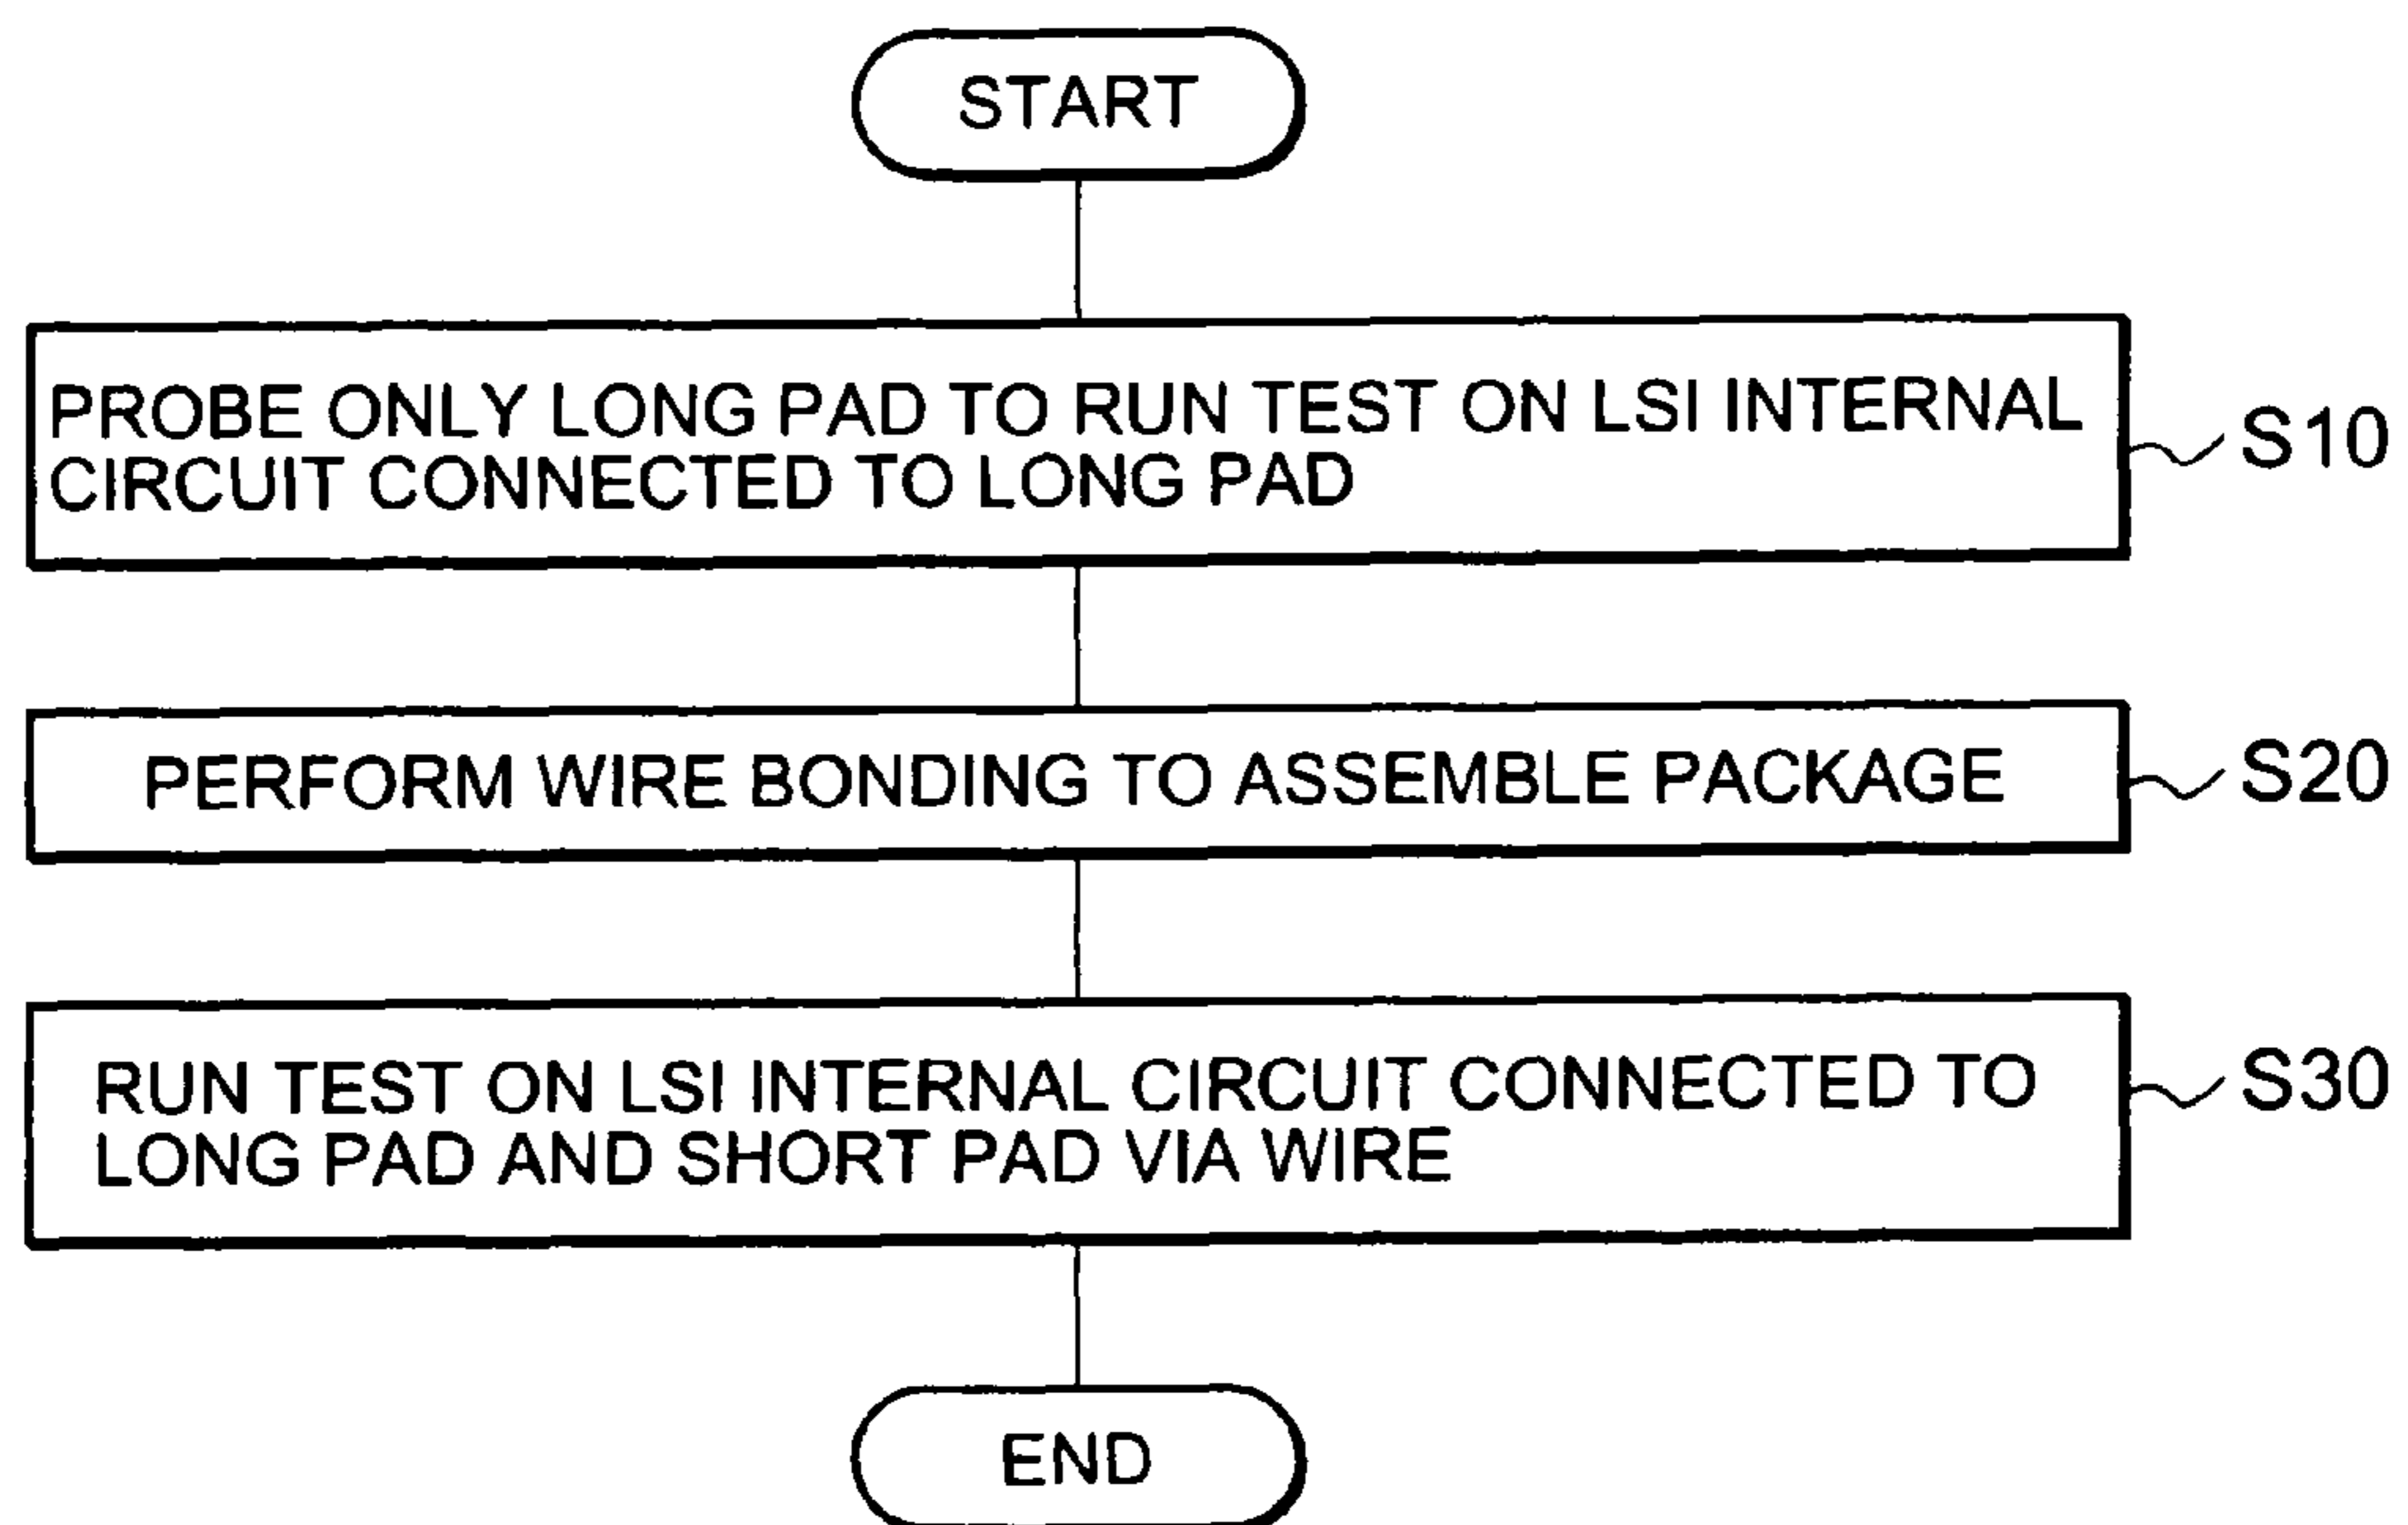 START
PROBE ONLY LONG PAD TO RUN TEST ON LSI INTERNAL
CIRCUIT CONNECTED TO LONG PAD
S10
PERFORM WIRE BONDING TO ASSEMBLE PACKAGE
S20
RUN TEST ON LSI INTERNAL CIRCUIT CONNECTED TO
LONG PAD AND SHORT PAD VIA WIRE
S30
END